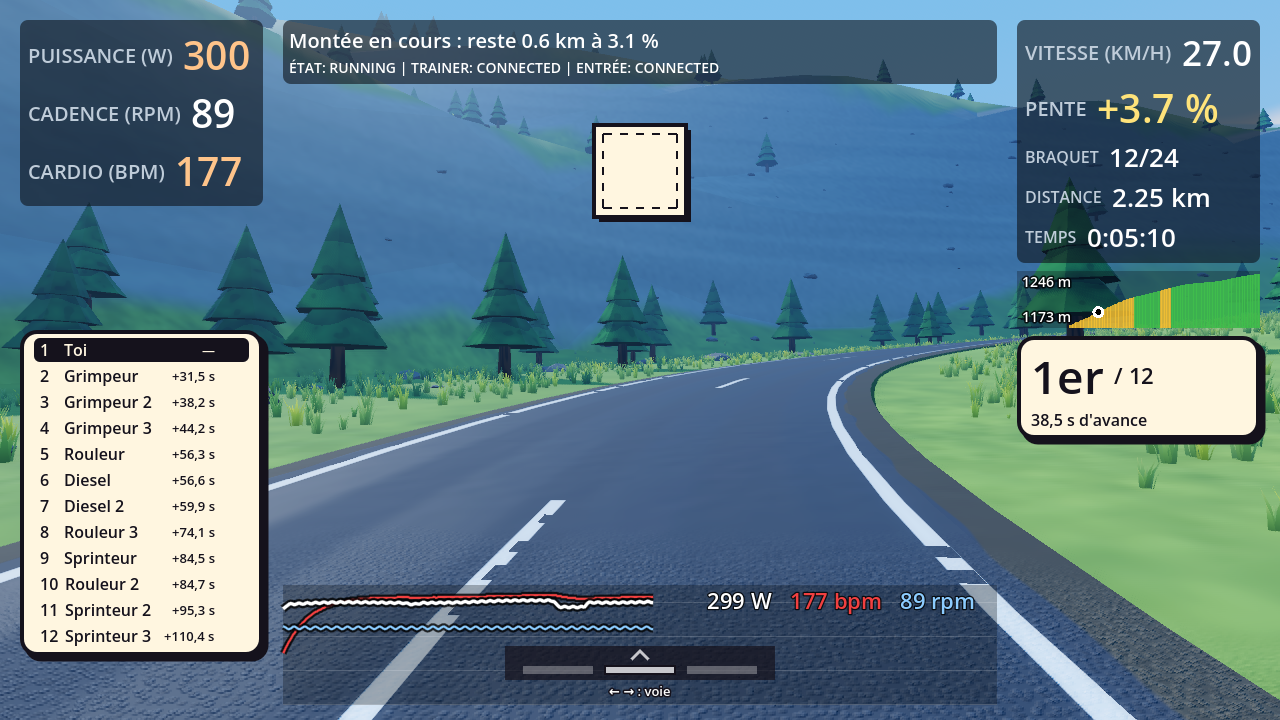 PUISSANCE (W) 300
CADENCE (RPM) 89
CARDIO (BPM) 177
Montée en cours : reste 0.6 km à 3.1 %
ÉTAT: RUNNING | TRAINER: CONNECTED | ENTRÉE: CONNECTED
VITESSE (KM/H) 27.0
PENTE +3.7 %
BRAQUET 12/24
DISTANCE 2.25 km
TEMPS 0:05:10
1246 m
1173 m
1er / 12
38,5 s d'avance
1 Toi —
2 Grimpeur +31,5 s
3 Grimpeur 2 +38,2 s
4 Grimpeur 3 +44,2 s
5 Rouleur +56,3 s
6 Diesel +56,6 s
7 Diesel 2 +59,9 s
8 Rouleur 3 +74,1 s
9 Sprinteur +84,5 s
10 Rouleur 2 +84,7 s
11 Sprinteur 2 +95,3 s
12 Sprinteur 3 +110,4 s
299 W 177 bpm 89 rpm
← → : voie